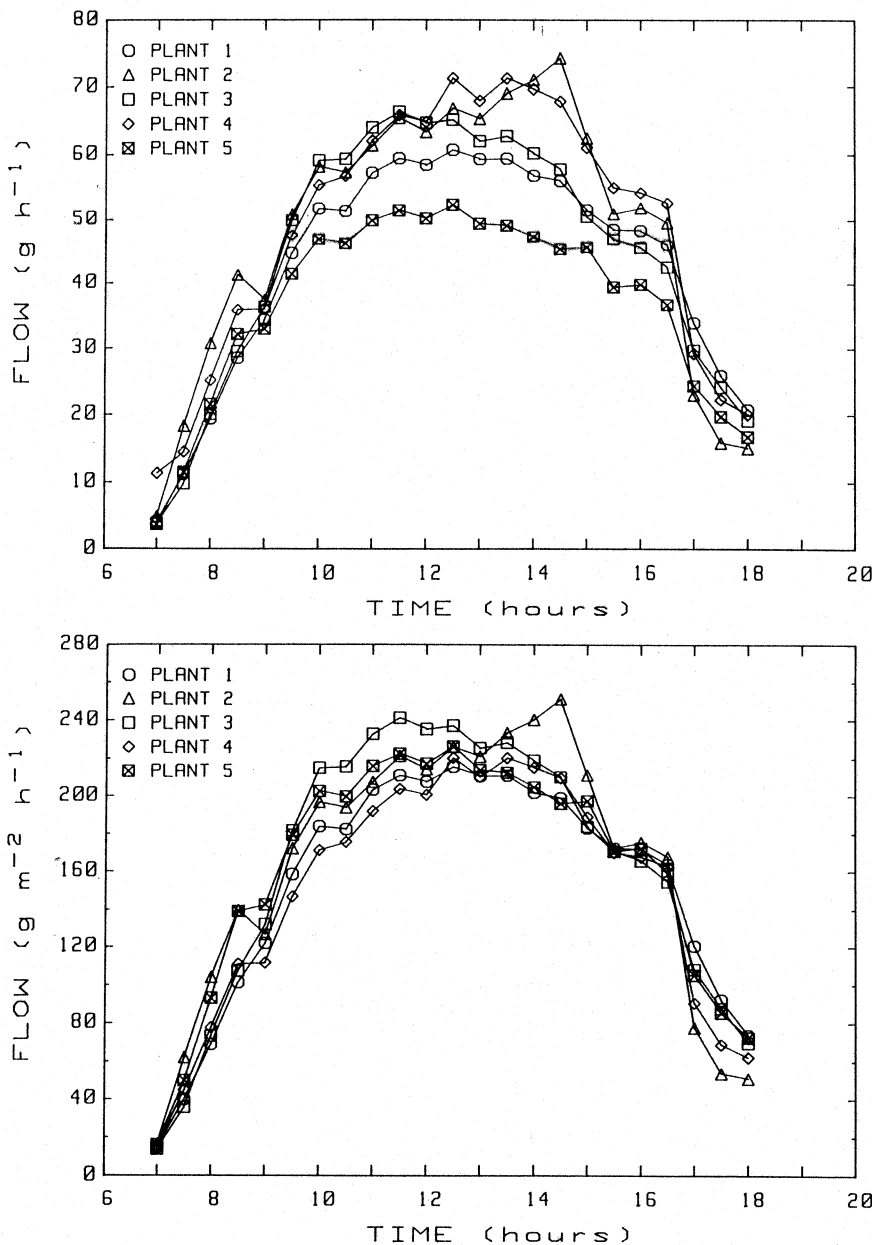 80
70
60
50
40
30
20
10
0
FLOW (g h⁻¹)
○ PLANT 1
△ PLANT 2
□ PLANT 3
◇ PLANT 4
⊠ PLANT 5
6 8 10 12 14 16 18 20
TIME (hours)
280
240
200
160
120
80
40
0
FLOW (g m⁻² h⁻¹)
○ PLANT 1
△ PLANT 2
□ PLANT 3
◇ PLANT 4
⊠ PLANT 5
6 8 10 12 14 16 18 20
TIME (hours)